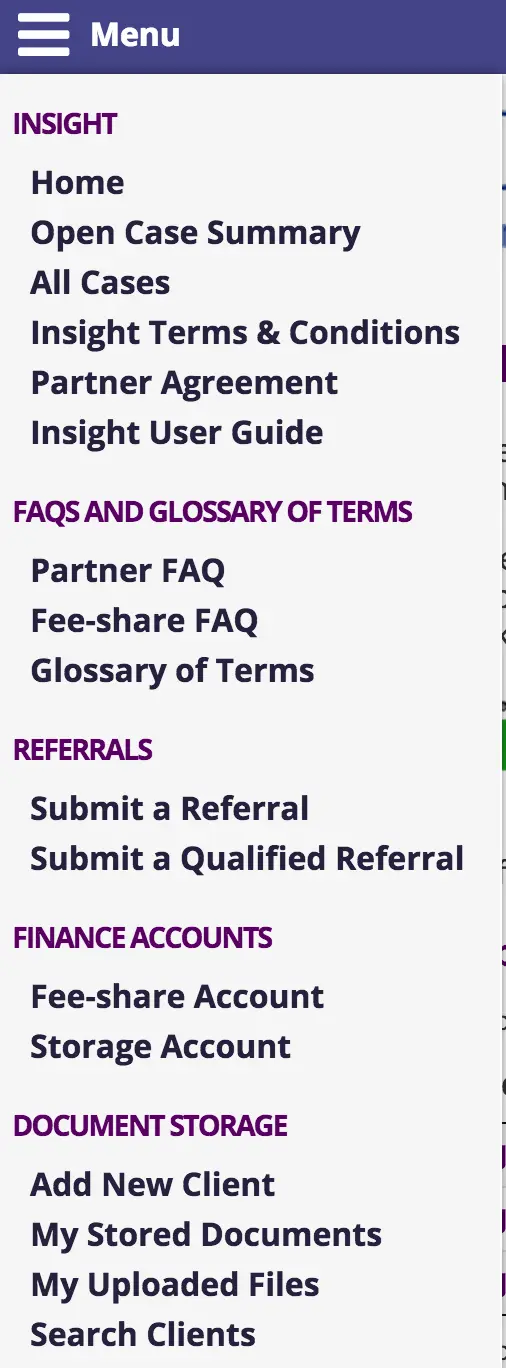 Menu
INSIGHT
Home
Open Case Summary
All Cases
Insight Terms & Conditions
Partner Agreement
Insight User Guide
FAQS AND GLOSSARY OF TERMS
Partner FAQ
Fee-share FAQ
Glossary of Terms
REFERRALS
Submit a Referral
Submit a Qualified Referral
FINANCE ACCOUNTS
Fee-share Account
Storage Account
DOCUMENT STORAGE
Add New Client
My Stored Documents
My Uploaded Files
Search Clients